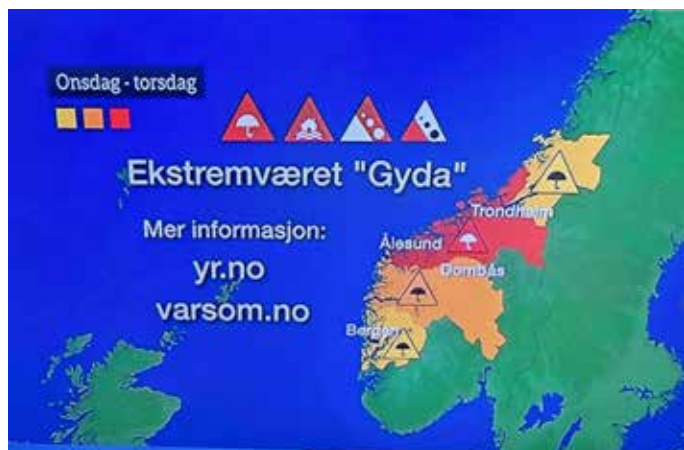 Onsdag - torsdag
Ekstremværet "Gyda"
Mer informasjon:
yr.no
varsom.no
Trondheim
Ålesund
Dombås
Bergen